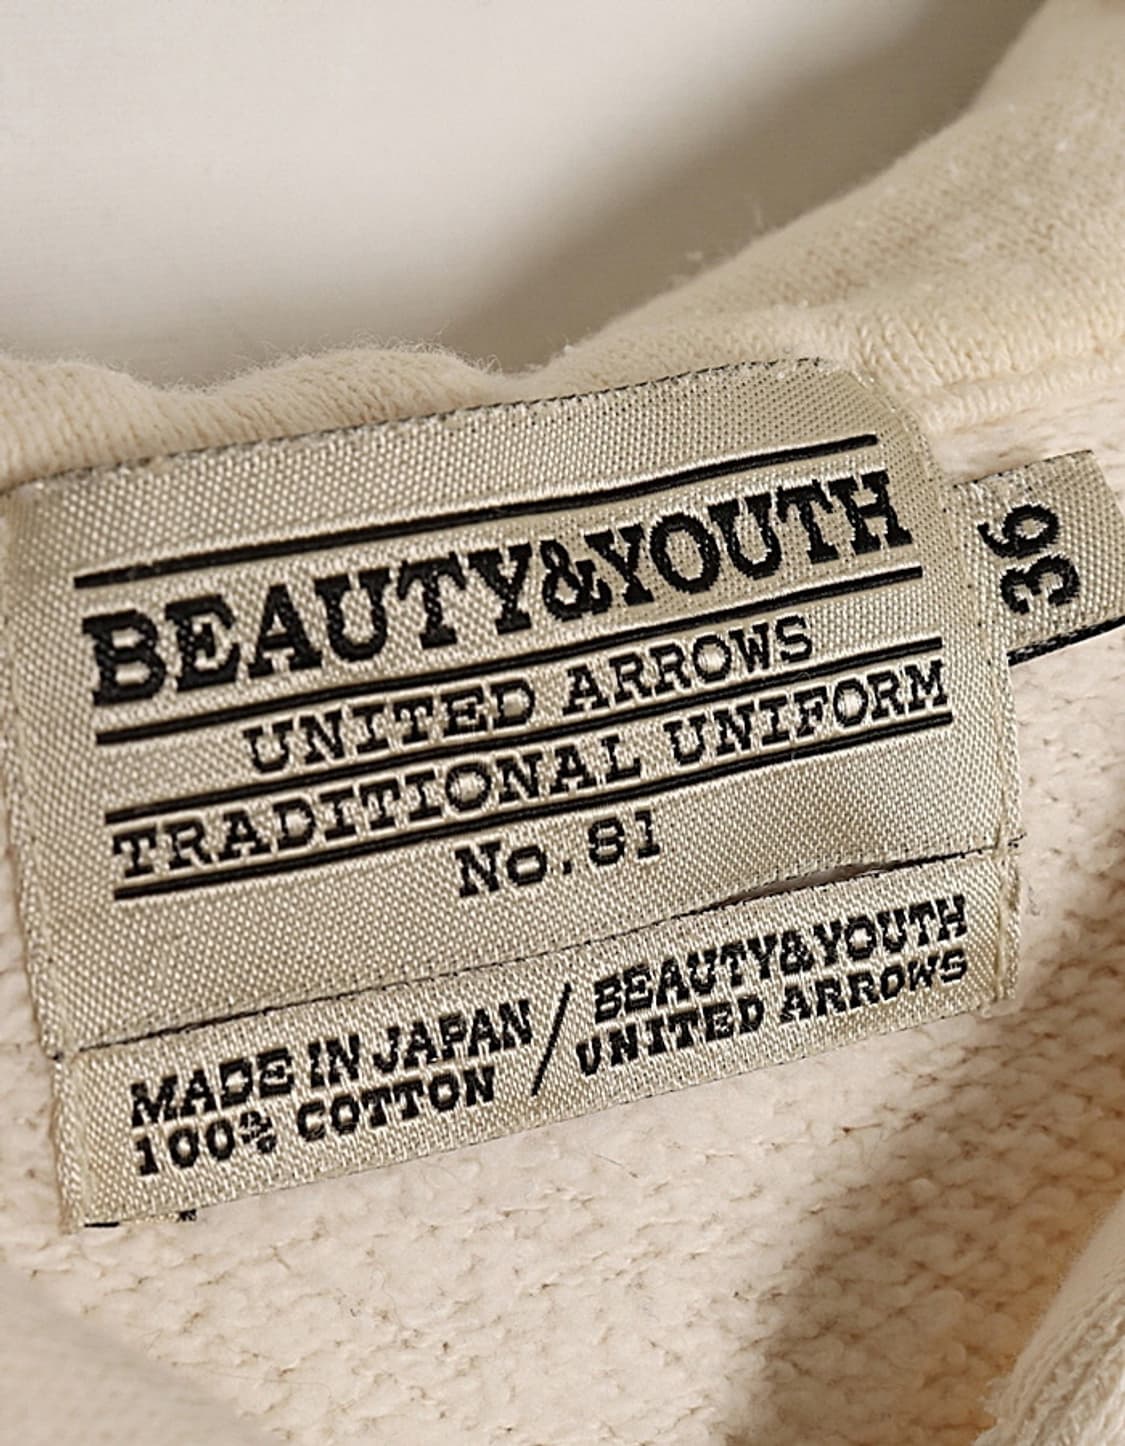 BEAUTY&YOUTH
UNITED ARROWS
TRADITIONAL UNIFORM
No.81
36
MADE IN JAPAN / BEAUTY&YOUTH
100% COTTON / UNITED ARROWS